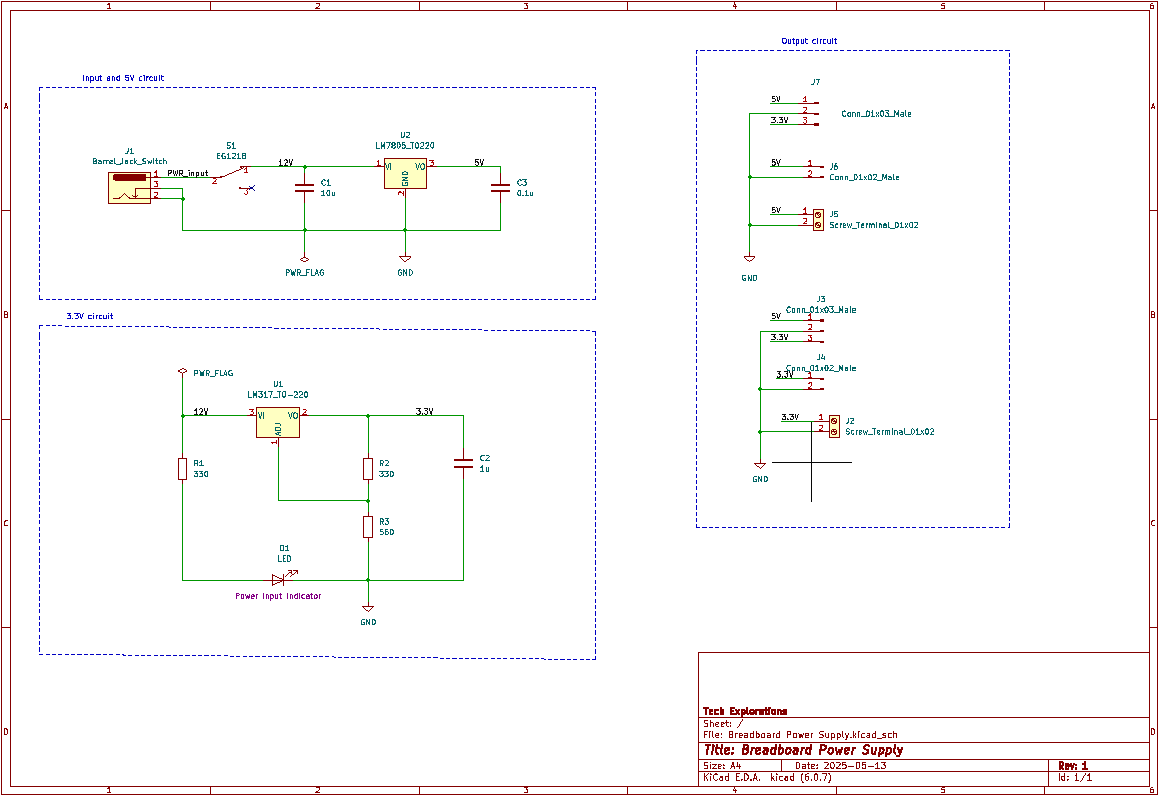 1 2 3 4 5 6
A A
B B
C C
D D
Input and 5V circuit
J1
Barrel_Jack_Switch
1
3
2
PWR_input
S1
EG1218
2
1
3
12V
C1
10u
U2
LM7805_TO220
1 VI VO 3
GND
2
5V
C3
0.1u
PWR_FLAG
GND
3.3V circuit
PWR_FLAG
12V
U1
LM317_TO-220
3 VI VO 2
ADJ
1
3.3V
R1
330
R2
330
C2
1u
R3
560
D1
LED
Power input indicator
GND
Output circuit
J7
5V 1
2
3.3V 3
Conn_01x03_Male
5V 1
2
J6
Conn_01x02_Male
5V 1
2
J5
Screw_Terminal_01x02
GND
J3
Conn_01x03_Male
5V 1
2
3.3V 3
J4
Conn_01x02_Male
3.3V 1
2
3.3V 1
2
J2
Screw_Terminal_01x02
GND
Tech Explorations
Sheet: /
File: Breadboard Power Supply.kicad_sch
Title: Breadboard Power Supply
Size: A4 Date: 2025-05-13 Rev: 1
KiCad E.D.A. kicad (6.0.7) Id: 1/1
1 2 3 4 5 6